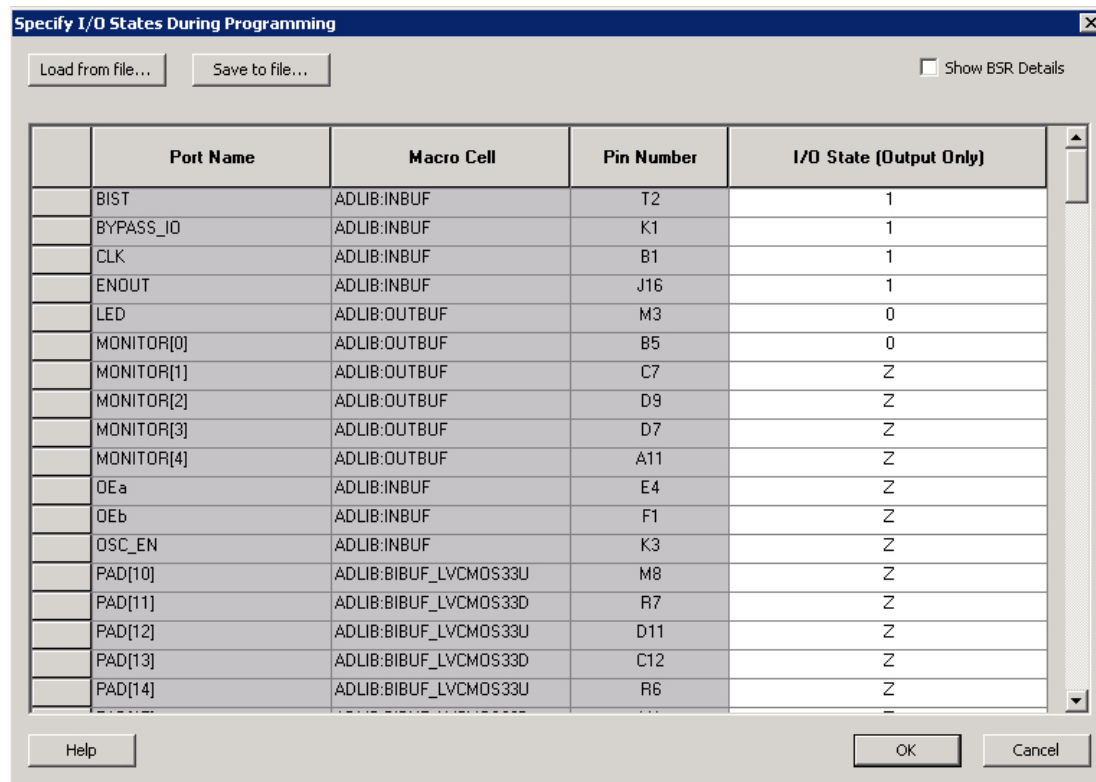 Specify I/O States During Programming
Load from file... Save to file... Show BSR Details
Port Name Macro Cell Pin Number I/O State (Output Only)
BIST ADLIB:INBUF T2 1
BYPASS_IO ADLIB:INBUF K1 1
CLK ADLIB:INBUF B1 1
ENOUT ADLIB:INBUF J16 1
LED ADLIB:OUTBUF M3 0
MONITOR[0] ADLIB:OUTBUF B5 0
MONITOR[1] ADLIB:OUTBUF C7 Z
MONITOR[2] ADLIB:OUTBUF D9 Z
MONITOR[3] ADLIB:OUTBUF D7 Z
MONITOR[4] ADLIB:OUTBUF A11 Z
OEa ADLIB:INBUF E4 Z
OEb ADLIB:INBUF F1 Z
OSC_EN ADLIB:INBUF K3 Z
PAD[10] ADLIB:BIBUF_LVCMOS33U M8 Z
PAD[11] ADLIB:BIBUF_LVCMOS33D R7 Z
PAD[12] ADLIB:BIBUF_LVCMOS33U D11 Z
PAD[13] ADLIB:BIBUF_LVCMOS33D C12 Z
PAD[14] ADLIB:BIBUF_LVCMOS33U R6 Z
Help OK Cancel